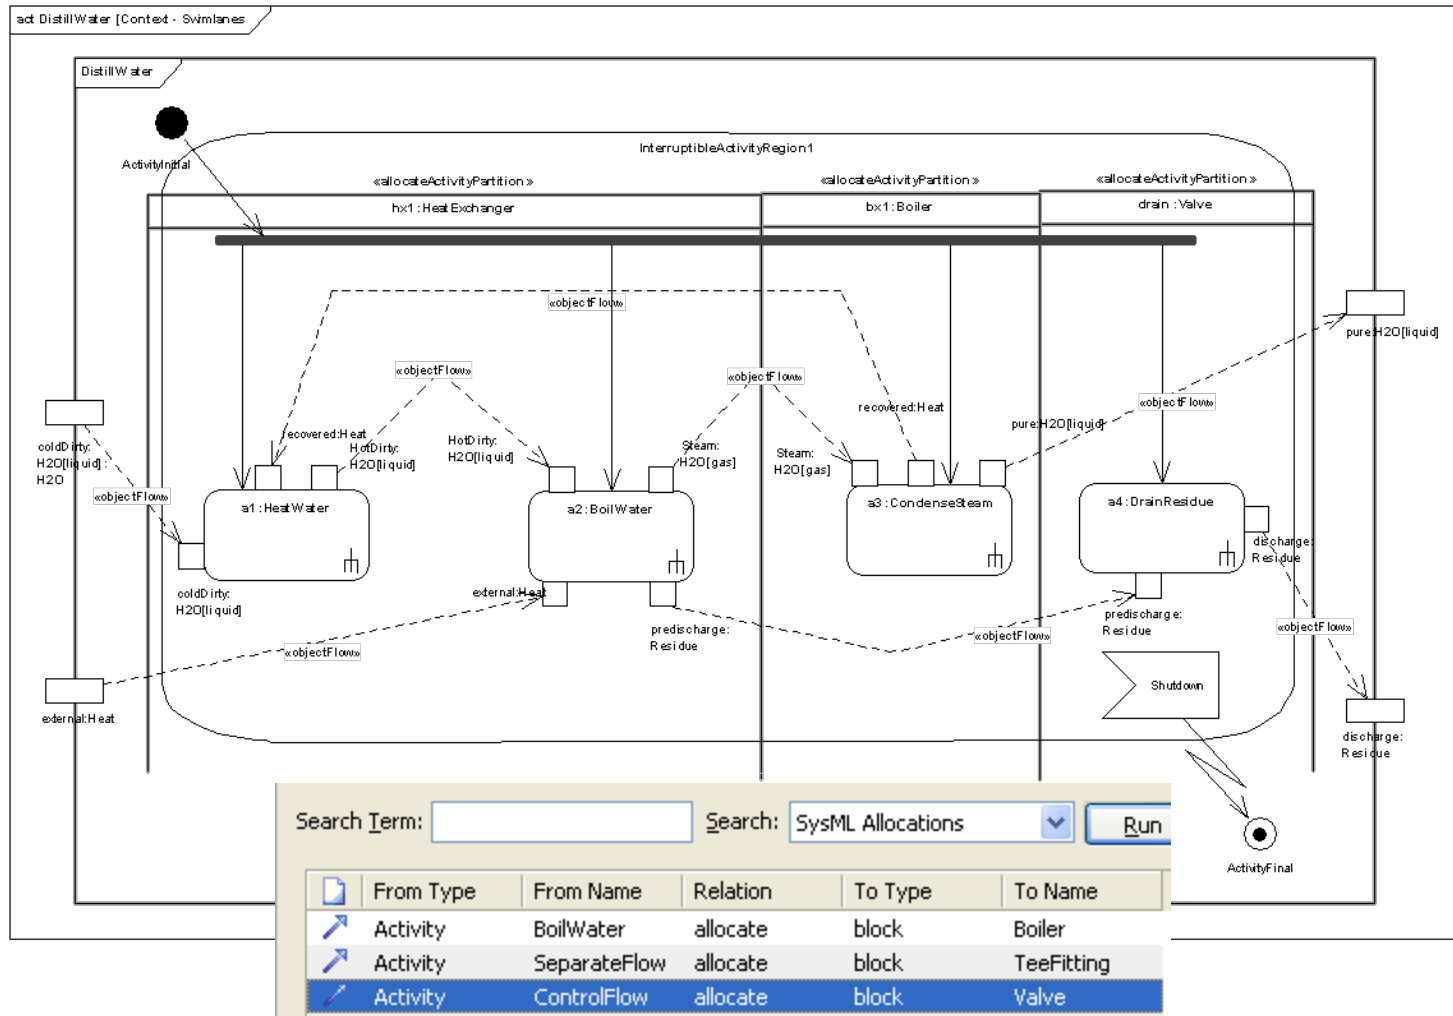 act DistillWater [Context - Swimlanes
DistillWater
ActivityInitial
InterruptibleActivityRegion1
«allocateActivityPartition»
«allocateActivityPartition»
«allocateActivityPartition»
hx1 : HeatExchanger
bx1 : Boiler
drain : Valve
«objectFlow»
pure:H2O[liquid]
«objectFlow»
«objectFlow»
«objectFlow»
recovered:Heat
pure:H2O[liquid]
coldDirty:
H2O[liquid] :
H2O
recovered:Heat
HotDirty:
H2O[liquid]
HotDirty:
H2O[liquid]
Steam:
H2O[gas]
Steam:
H2O[gas]
«objectFlow»
a1 : HeatWater
a2 : BoilWater
a3 : CondenseSteam
a4 : DrainResidue
discharge:
Residue
coldDirty:
H2O[liquid]
external:Heat
predischarge:
Residue
predischarge:
Residue
«objectFlow»
«objectFlow»
«objectFlow»
Shutdown
external:Heat
discharge:
Residue
ActivityFinal
Search Term:
Search:
SysML Allocations
Run
From Type
From Name
Relation
To Type
To Name
Activity
BoilWater
allocate
block
Boiler
Activity
SeparateFlow
allocate
block
TeeFitting
Activity
ControlFlow
allocate
block
Valve